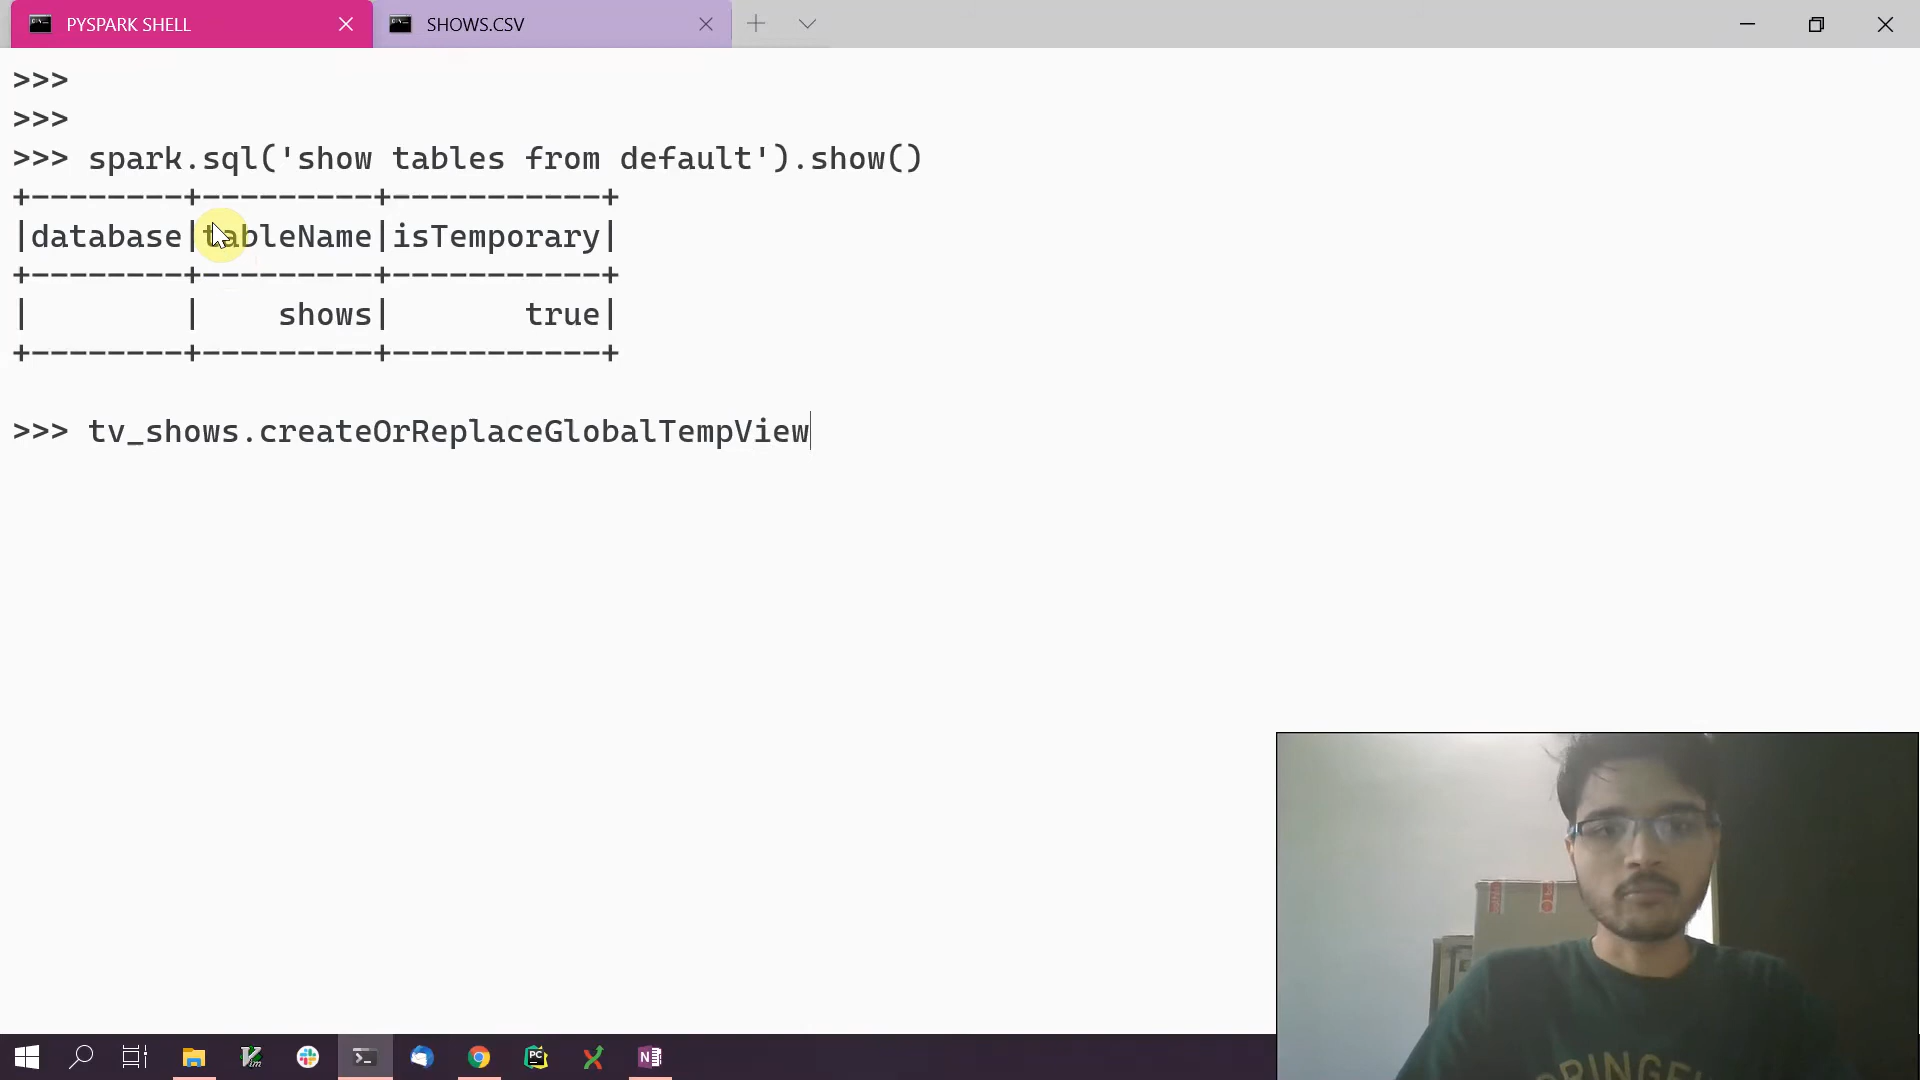 PYSPARK SHELL
SHOWS.CSV
>>>
>>>
>>> spark.sql('show tables from default').show()
+--------+---------+-----------+
|database|tableName|isTemporary|
+--------+---------+-----------+
|        |    shows|       true|
+--------+---------+-----------+
>>> tv_shows.createOrReplaceGlobalTempView